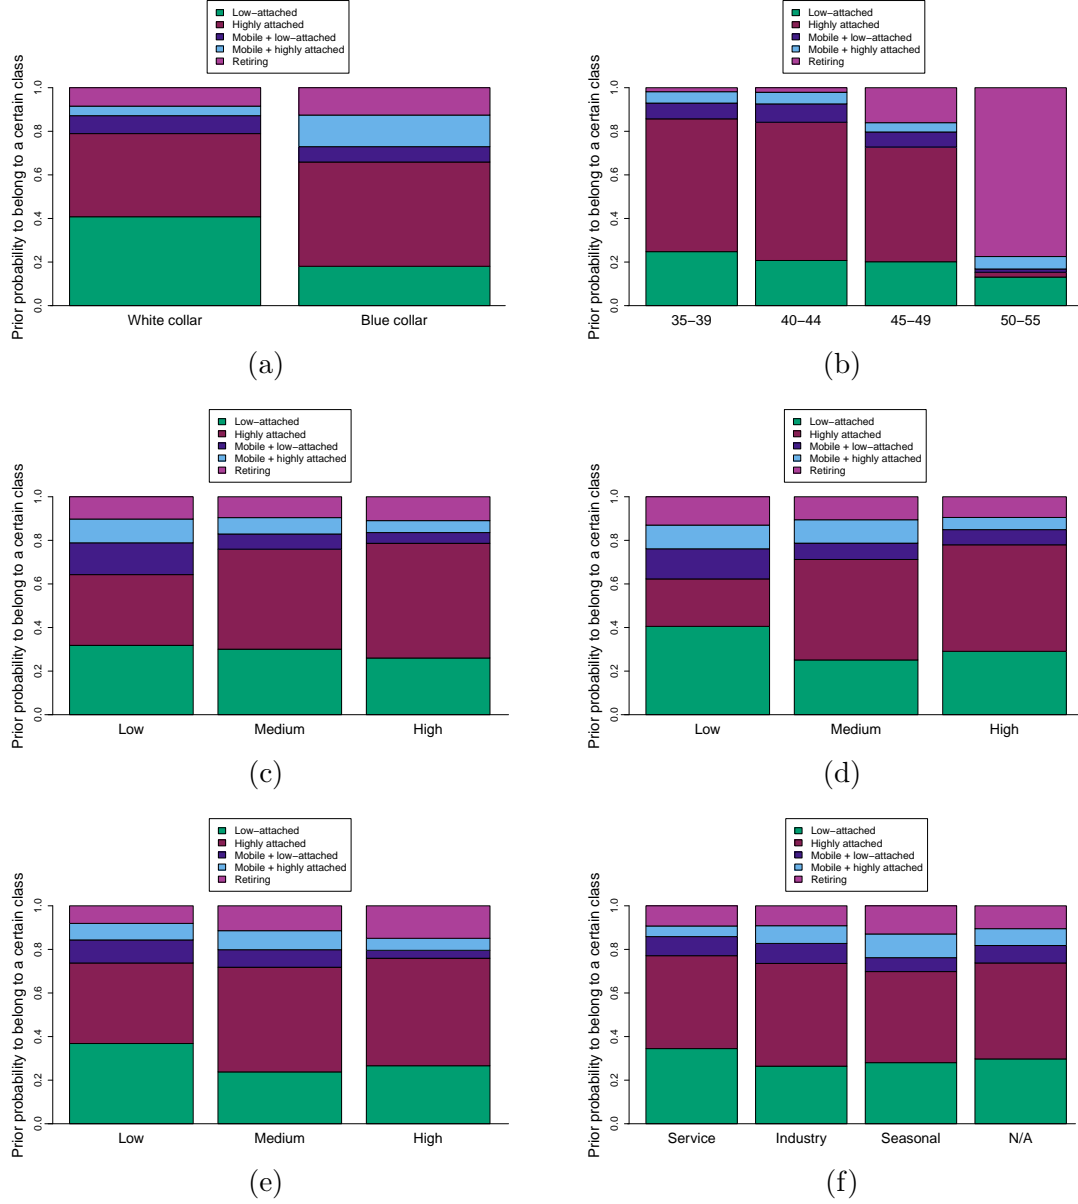 Low−attached
Highly attached
Mobile + low−attached
Mobile + highly attached
Retiring
Prior probability to belong to a certain class
0.0 0.2 0.4 0.6 0.8 1.0
White collar Blue collar
(a)
Low−attached
Highly attached
Mobile + low−attached
Mobile + highly attached
Retiring
Prior probability to belong to a certain class
0.0 0.2 0.4 0.6 0.8 1.0
35−39 40−44 45−49 50−55
(b)
Low−attached
Highly attached
Mobile + low−attached
Mobile + highly attached
Retiring
Prior probability to belong to a certain class
0.0 0.2 0.4 0.6 0.8 1.0
Low Medium High
(c)
Low−attached
Highly attached
Mobile + low−attached
Mobile + highly attached
Retiring
Prior probability to belong to a certain class
0.0 0.2 0.4 0.6 0.8 1.0
Low Medium High
(d)
Low−attached
Highly attached
Mobile + low−attached
Mobile + highly attached
Retiring
Prior probability to belong to a certain class
0.0 0.2 0.4 0.6 0.8 1.0
Low Medium High
(e)
Low−attached
Highly attached
Mobile + low−attached
Mobile + highly attached
Retiring
Prior probability to belong to a certain class
0.0 0.2 0.4 0.6 0.8 1.0
Service Industry Seasonal N/A
(f)